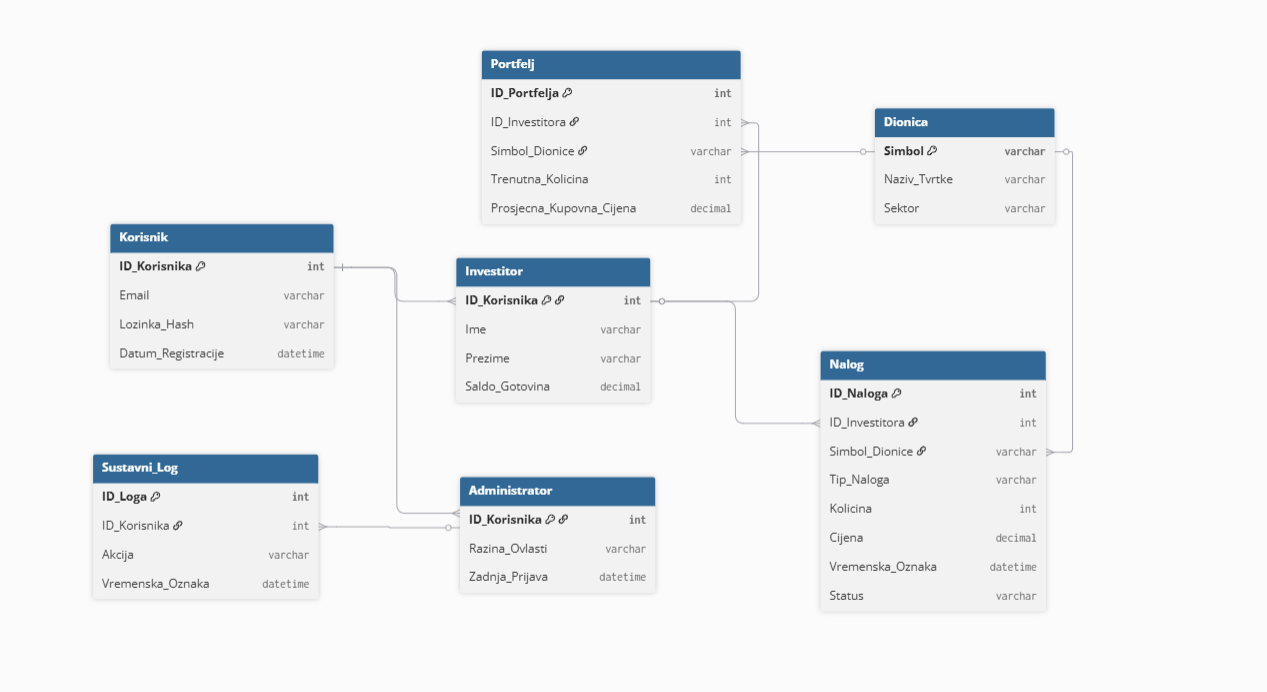 Portfelj
ID_Portfelja int
ID_Investitora int
Simbol_Dionice varchar
Trenutna_Kolicina int
Prosjecna_Kupovna_Cijena decimal
Dionica
Simbol varchar
Naziv_Tvrtke varchar
Sektor varchar
Korisnik
ID_Korisnika int
Email varchar
Lozinka_Hash varchar
Datum_Registracije datetime
Investitor
ID_Korisnika int
Ime varchar
Prezime varchar
Saldo_Gotovina decimal
Nalog
ID_Naloga int
ID_Investitora int
Simbol_Dionice varchar
Tip_Naloga varchar
Kolicina int
Cijena decimal
Vremenska_Oznaka datetime
Status varchar
Sustavni_Log
ID_Loga int
ID_Korisnika int
Akcija varchar
Vremenska_Oznaka datetime
Administrator
ID_Korisnika int
Razina_Ovlasti varchar
Zadnja_Prijava datetime